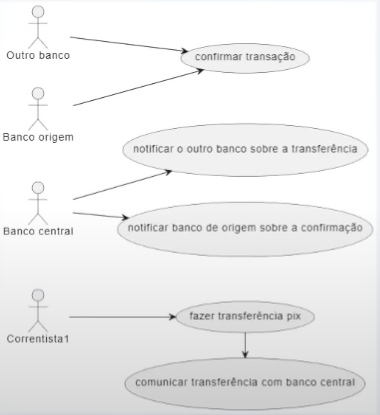 Outro banco
confirmar transação
Banco origem
notificar o outro banco sobre a transferência
Banco central
notificar banco de origem sobre a confirmação
Correntista1
fazer transferência pix
comunicar transferência com banco central